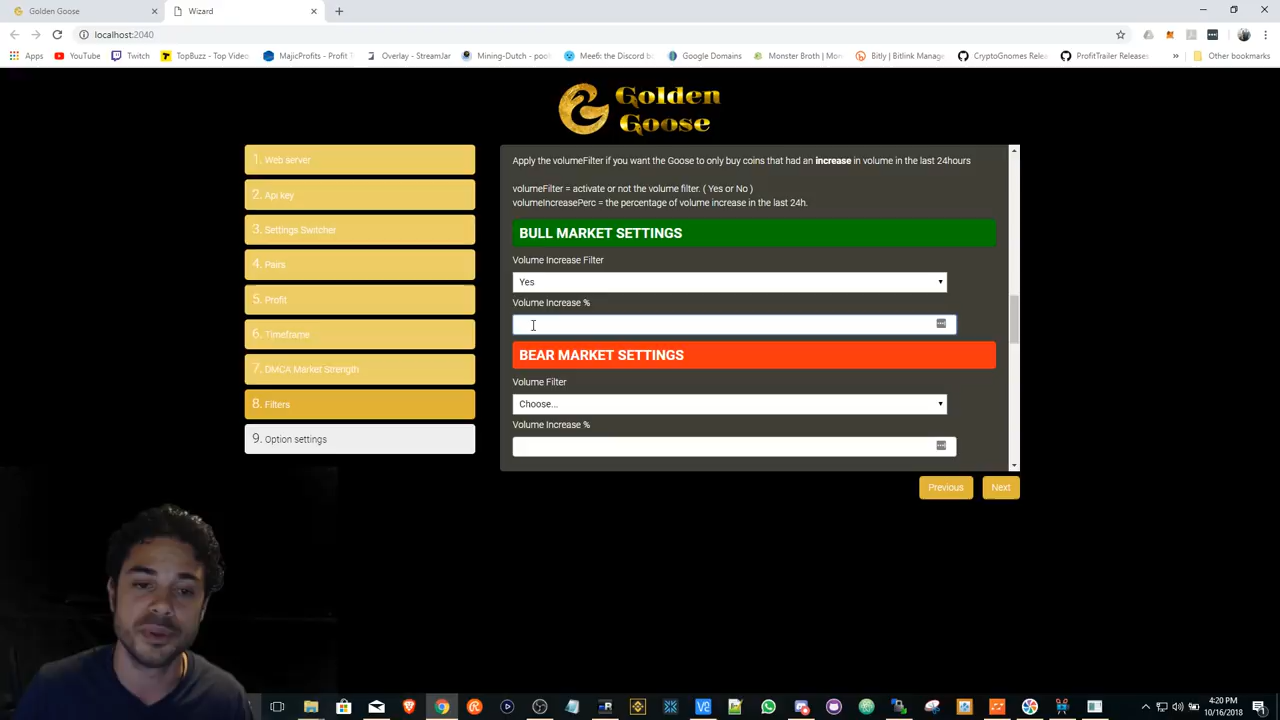 Golden Goose
Wizard
localhost:2040
Apps
YouTube
Twitch
TopBuzz - Top Video
MajicProfits - Profit T
Overlay - StreamJar
Mining-Dutch - pool
Mee6: the Discord b
Google Domains
Monster Broth | Mon
Bitly | Bitlink Manage
CryptoGnomes Relea
ProfitTrailer Releases
»
Other bookmarks
Golden
Goose
1. Web server
2. Api key
3. Settings Switcher
4. Pairs
5. Profit
6. Timeframe
7. DMCA Market Strength
8. Filters
9. Option settings
Apply the volumeFilter if you want the Goose to only buy coins that had an increase in volume in the last 24hours
volumeFilter = activate or not the volume filter. ( Yes or No )
volumeIncreasePerc = the percentage of volume increase in the last 24h.
BULL MARKET SETTINGS
Volume Increase Filter
Yes
Volume Increase %
BEAR MARKET SETTINGS
Volume Filter
Choose...
Volume Increase %
Previous
Next
4:20 PM
10/16/2018